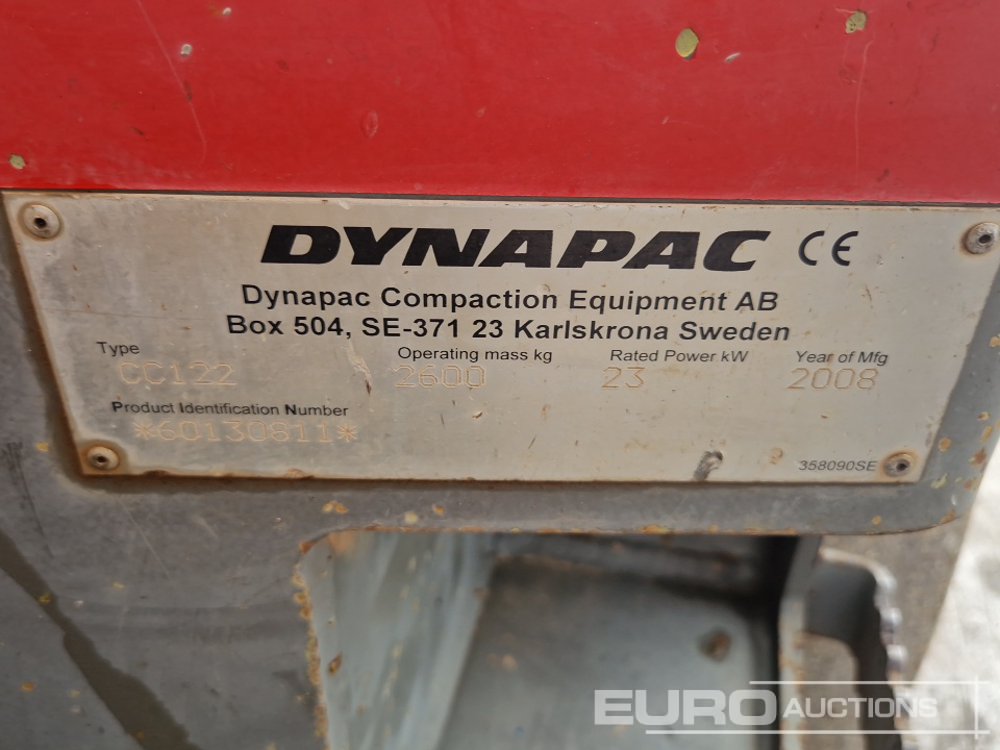 DYNAPAC CE
Dynapac Compaction Equipment AB
Box 504, SE-371 23 Karlskrona Sweden
Type Operating mass kg Rated Power kW Year of Mfg
CC122 2600 23 2008
Product Identification Number
*60130811*
358090SE
EURO AUCTIONS